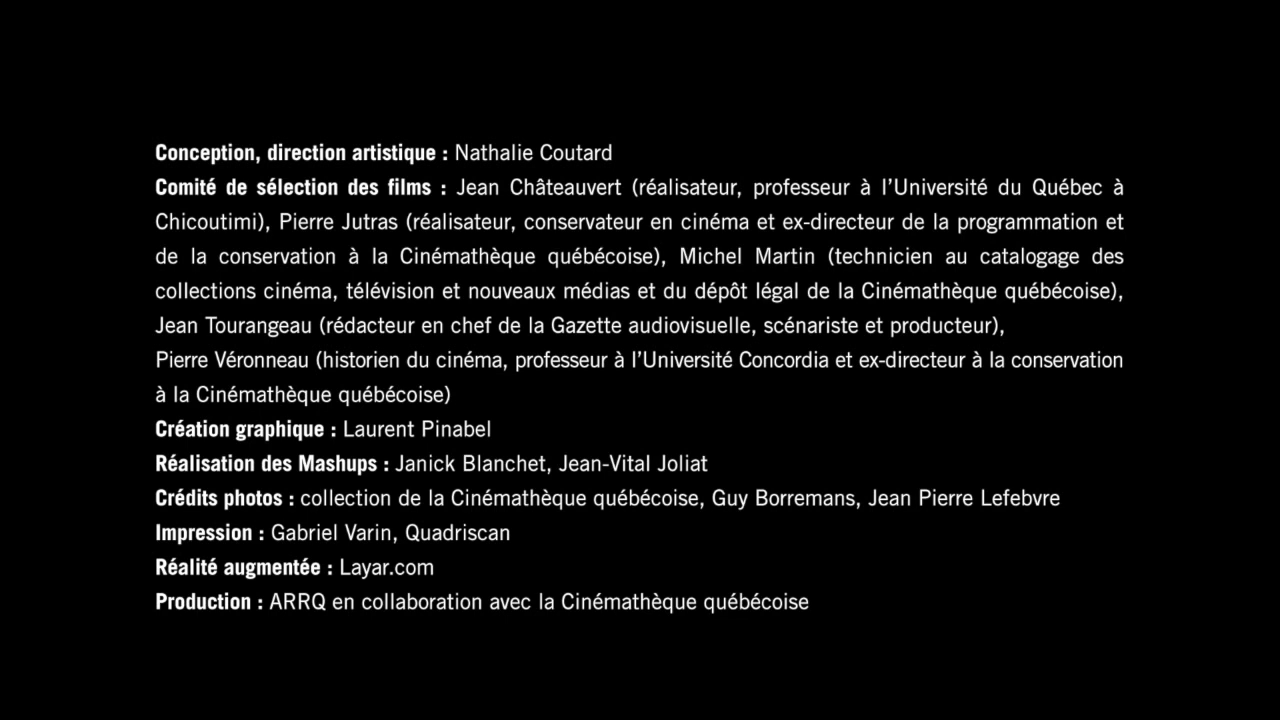 Conception, direction artistique : Nathalie Coutard
Comité de sélection des films : Jean Châteauvert (réalisateur, professeur à l’Université du Québec à
Chicoutimi), Pierre Jutras (réalisateur, conservateur en cinéma et ex-directeur de la programmation et
de la conservation à la Cinémathèque québécoise), Michel Martin (technicien au catalogage des
collections cinéma, télévision et nouveaux médias et du dépôt légal de la Cinémathèque québécoise),
Jean Tourangeau (rédacteur en chef de la Gazette audiovisuelle, scénariste et producteur),
Pierre Véronneau (historien du cinéma, professeur à l’Université Concordia et ex-directeur à la conservation
à la Cinémathèque québécoise)
Création graphique : Laurent Pinabel
Réalisation des Mashups : Janick Blanchet, Jean-Vital Joliat
Crédits photos : collection de la Cinémathèque québécoise, Guy Borremans, Jean Pierre Lefebvre
Impression : Gabriel Varin, Quadriscan
Réalité augmentée : Layar.com
Production : ARRQ en collaboration avec la Cinémathèque québécoise